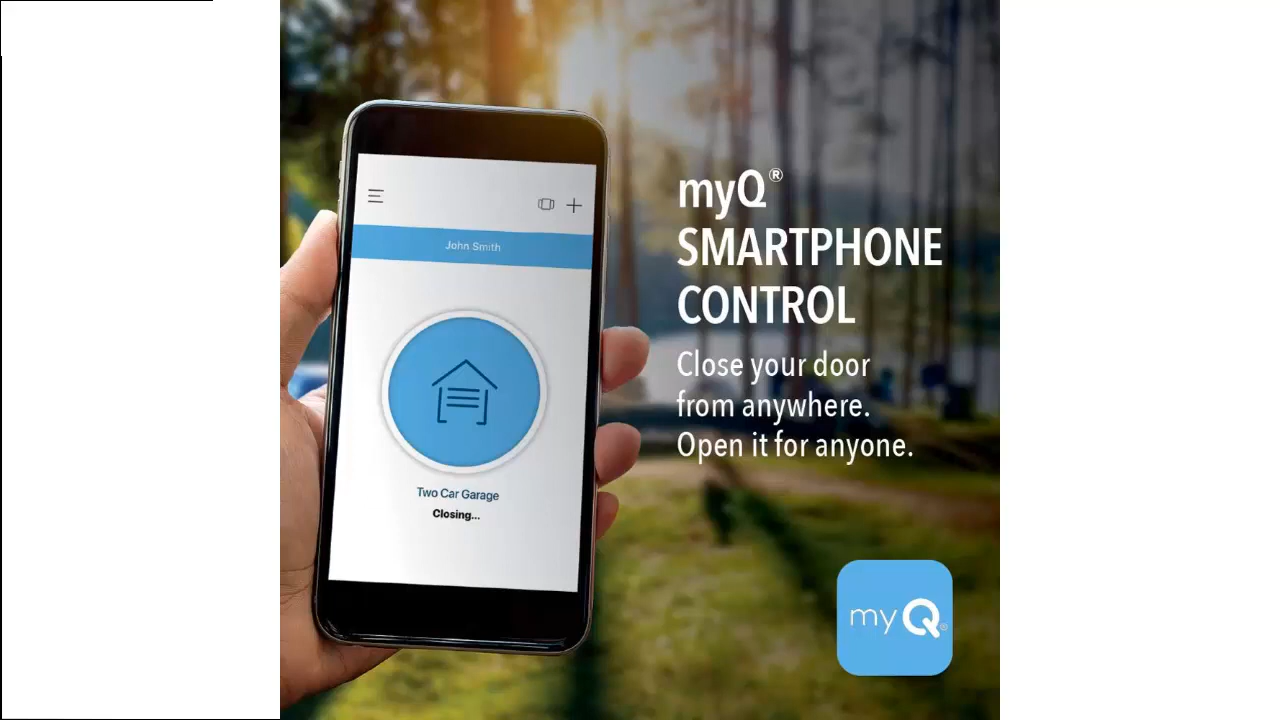 John Smith
Two Car Garage
Closing...
myQ®
SMARTPHONE
CONTROL
Close your door
from anywhere.
Open it for anyone.
myQ®